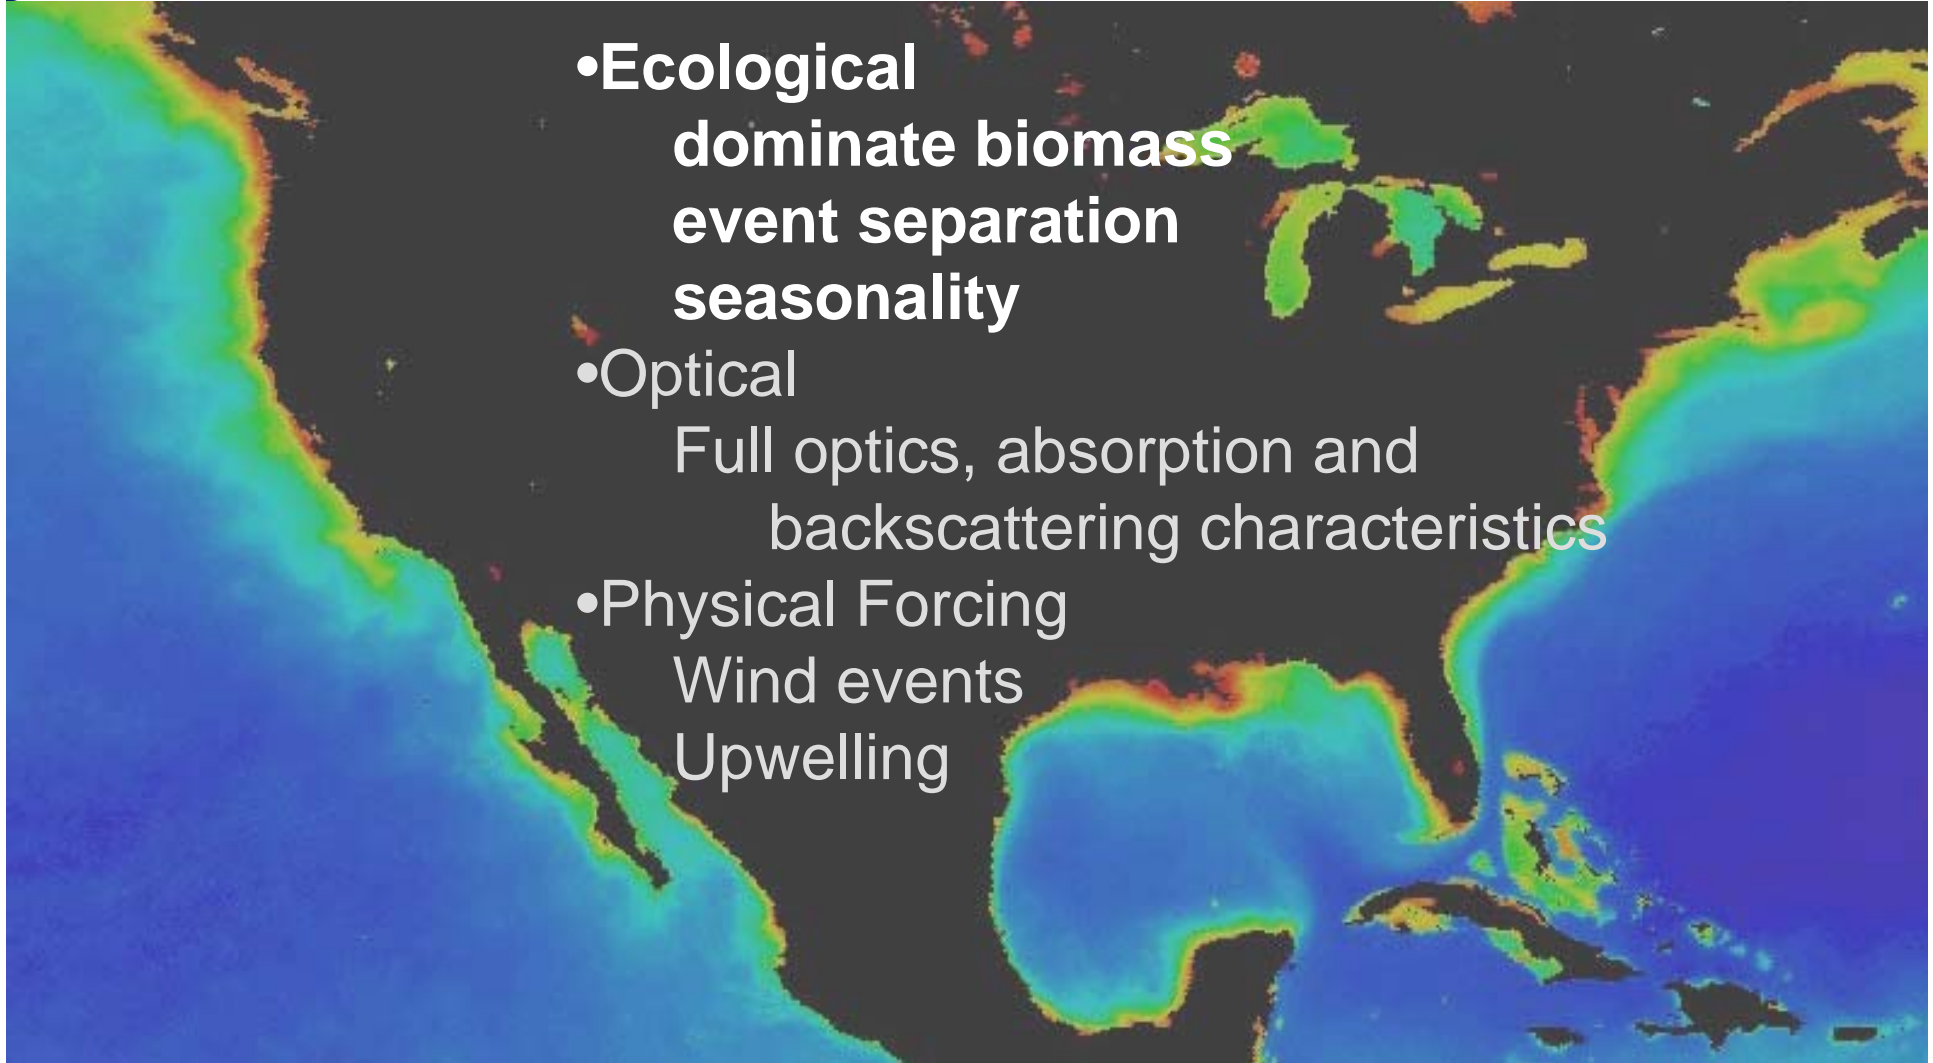 •Ecological
dominate biomass
event separation
seasonality
•Optical
Full optics, absorption and
backscattering characteristics
•Physical Forcing
Wind events
Upwelling